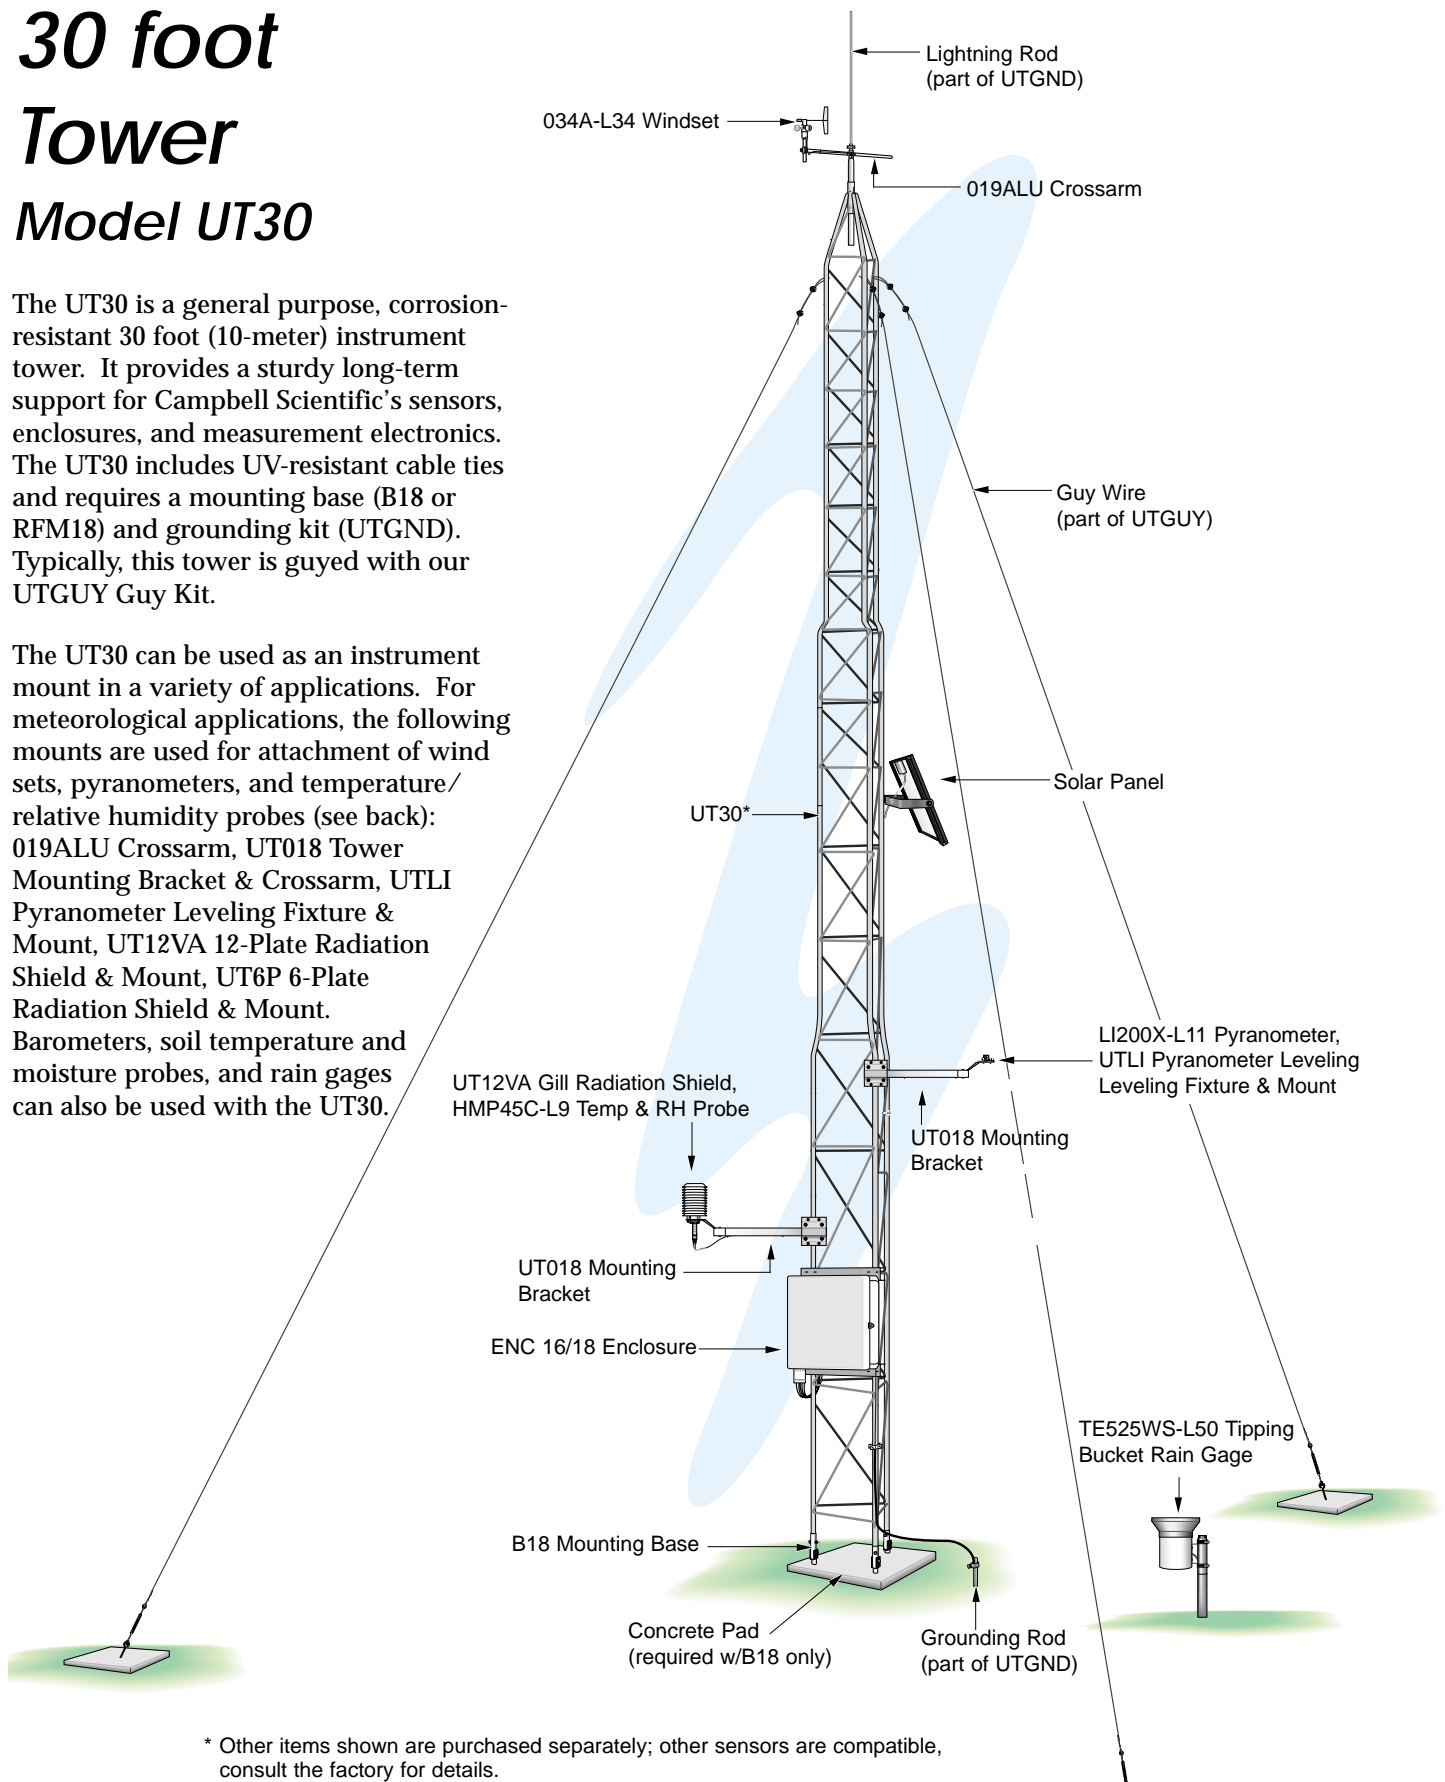 30 foot
Tower
Model UT30
The UT30 is a general purpose, corrosion-
resistant 30 foot (10-meter) instrument
tower.  It provides a sturdy long-term
support for Campbell Scientific's sensors,
enclosures, and measurement electronics.
The UT30 includes UV-resistant cable ties
and requires a mounting base (B18 or
RFM18) and grounding kit (UTGND).
Typically, this tower is guyed with our
UTGUY Guy Kit.
The UT30 can be used as an instrument
mount in a variety of applications.  For
meteorological applications, the following
mounts are used for attachment of wind
sets, pyranometers, and temperature/
relative humidity probes (see back):
019ALU Crossarm, UT018 Tower
Mounting Bracket & Crossarm, UTLI
Pyranometer Leveling Fixture &
Mount, UT12VA 12-Plate Radiation
Shield & Mount, UT6P 6-Plate
Radiation Shield & Mount.
Barometers, soil temperature and
moisture probes, and rain gages
can also be used with the UT30.
Lightning Rod
(part of UTGND)
034A-L34 Windset
019ALU Crossarm
Guy Wire
(part of UTGUY)
Solar Panel
UT30*
LI200X-L11 Pyranometer,
UTLI Pyranometer Leveling
Leveling Fixture & Mount
UT12VA Gill Radiation Shield,
HMP45C-L9 Temp & RH Probe
UT018 Mounting
Bracket
UT018 Mounting
Bracket
ENC 16/18 Enclosure
TE525WS-L50 Tipping
Bucket Rain Gage
B18 Mounting Base
Concrete Pad
(required w/B18 only)
Grounding Rod
(part of UTGND)
* Other items shown are purchased separately; other sensors are compatible,
consult the factory for details.